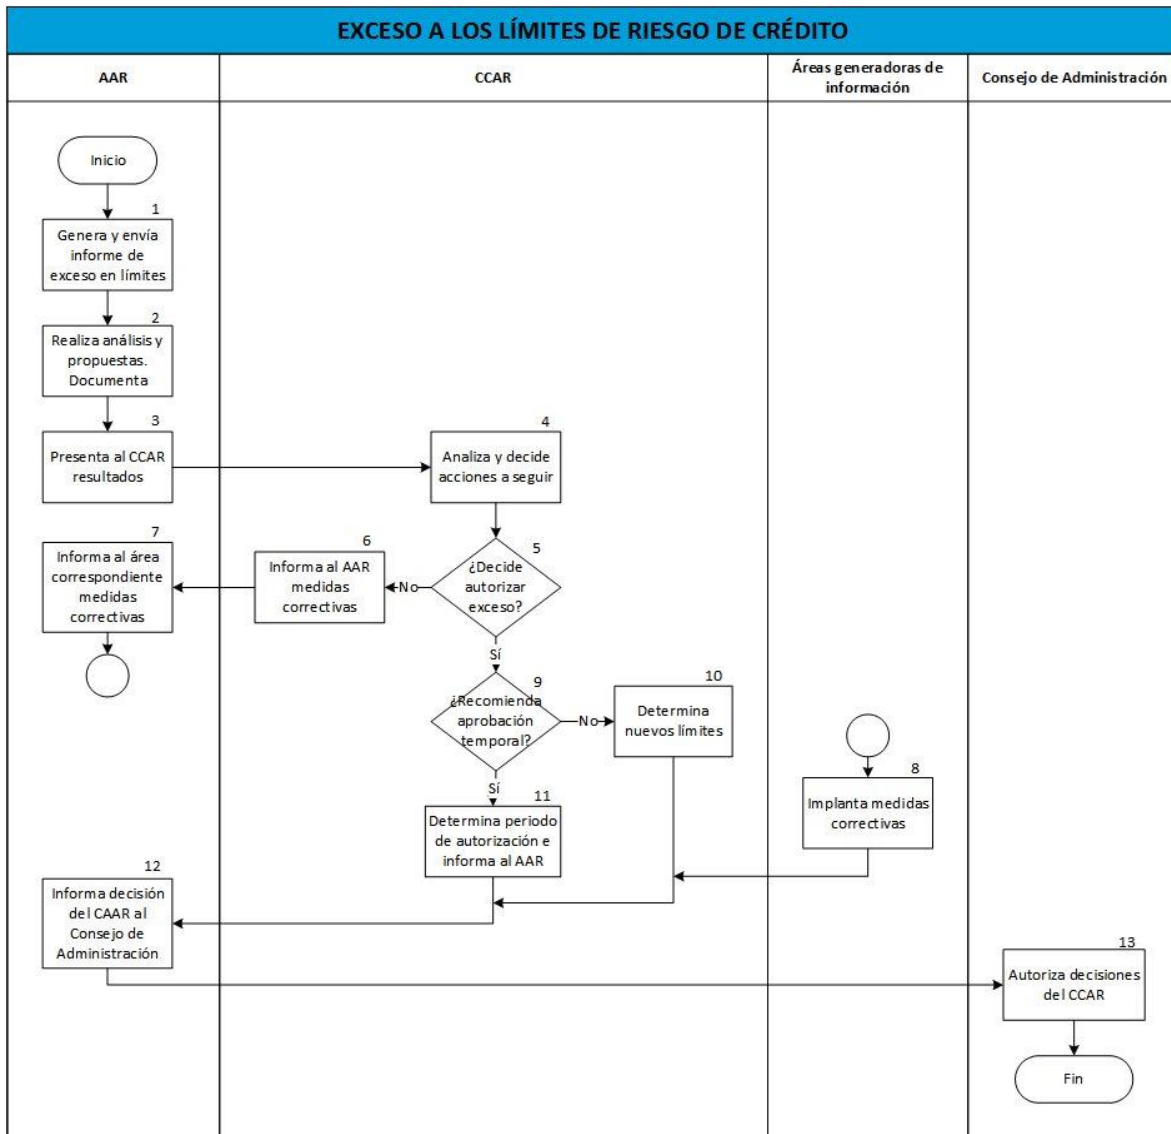 EXCESO A LOS LÍMITES DE RIESGO DE CRÉDITO
AAR
CCAR
Áreas generadoras de
información
Consejo de Administración
Inicio
1
Genera y envía
informe de
exceso en límites
2
Realiza análisis y
propuestas.
Documenta
3
Presenta al CCAR
resultados
4
Analiza y decide
acciones a seguir
5
¿Decide
autorizar
exceso?
No
6
Informa al AAR
medidas
correctivas
7
Informa al área
correspondiente
medidas
correctivas
Sí
9
¿Recomienda
aprobación
temporal?
No
10
Determina
nuevos límites
8
Implanta medidas
correctivas
Sí
11
Determina periodo
de autorización e
informa al AAR
12
Informa decisión
del CAAR al
Consejo de
Administración
13
Autoriza decisiones
del CCAR
Fin